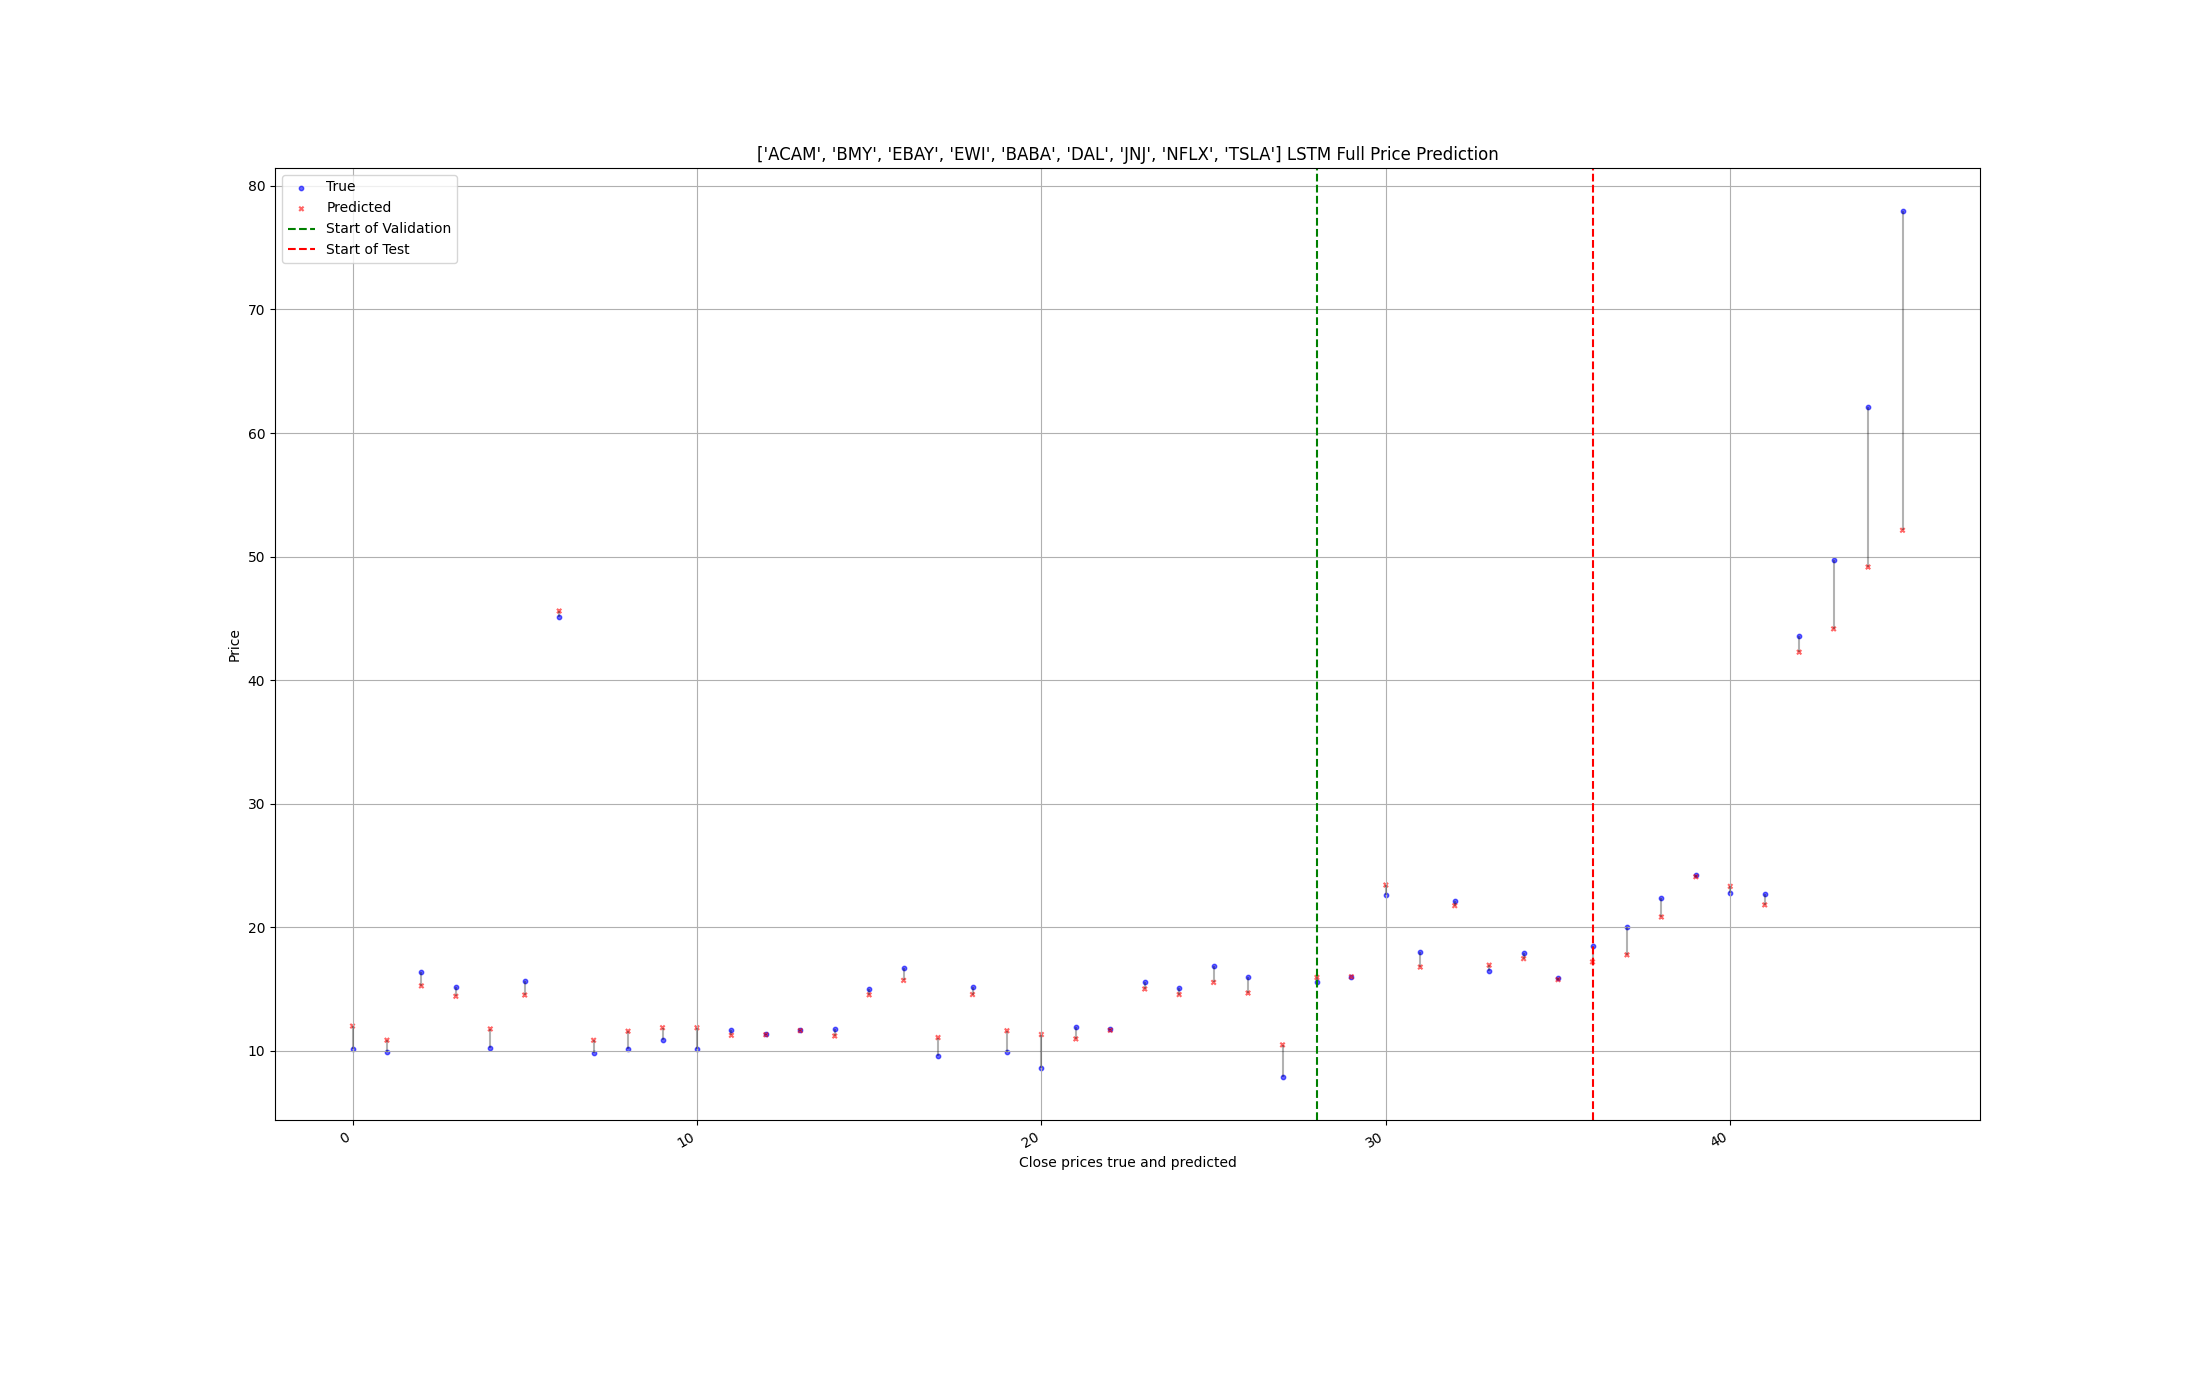 ['ACAM', 'BMY', 'EBAY', 'EWI', 'BABA', 'DAL', 'JNJ', 'NFLX', 'TSLA'] LSTM Full Price Prediction
True
Predicted
Start of Validation
Start of Test
80
70
60
50
40
30
20
10
Price
0
10
20
30
40
Close prices true and predicted